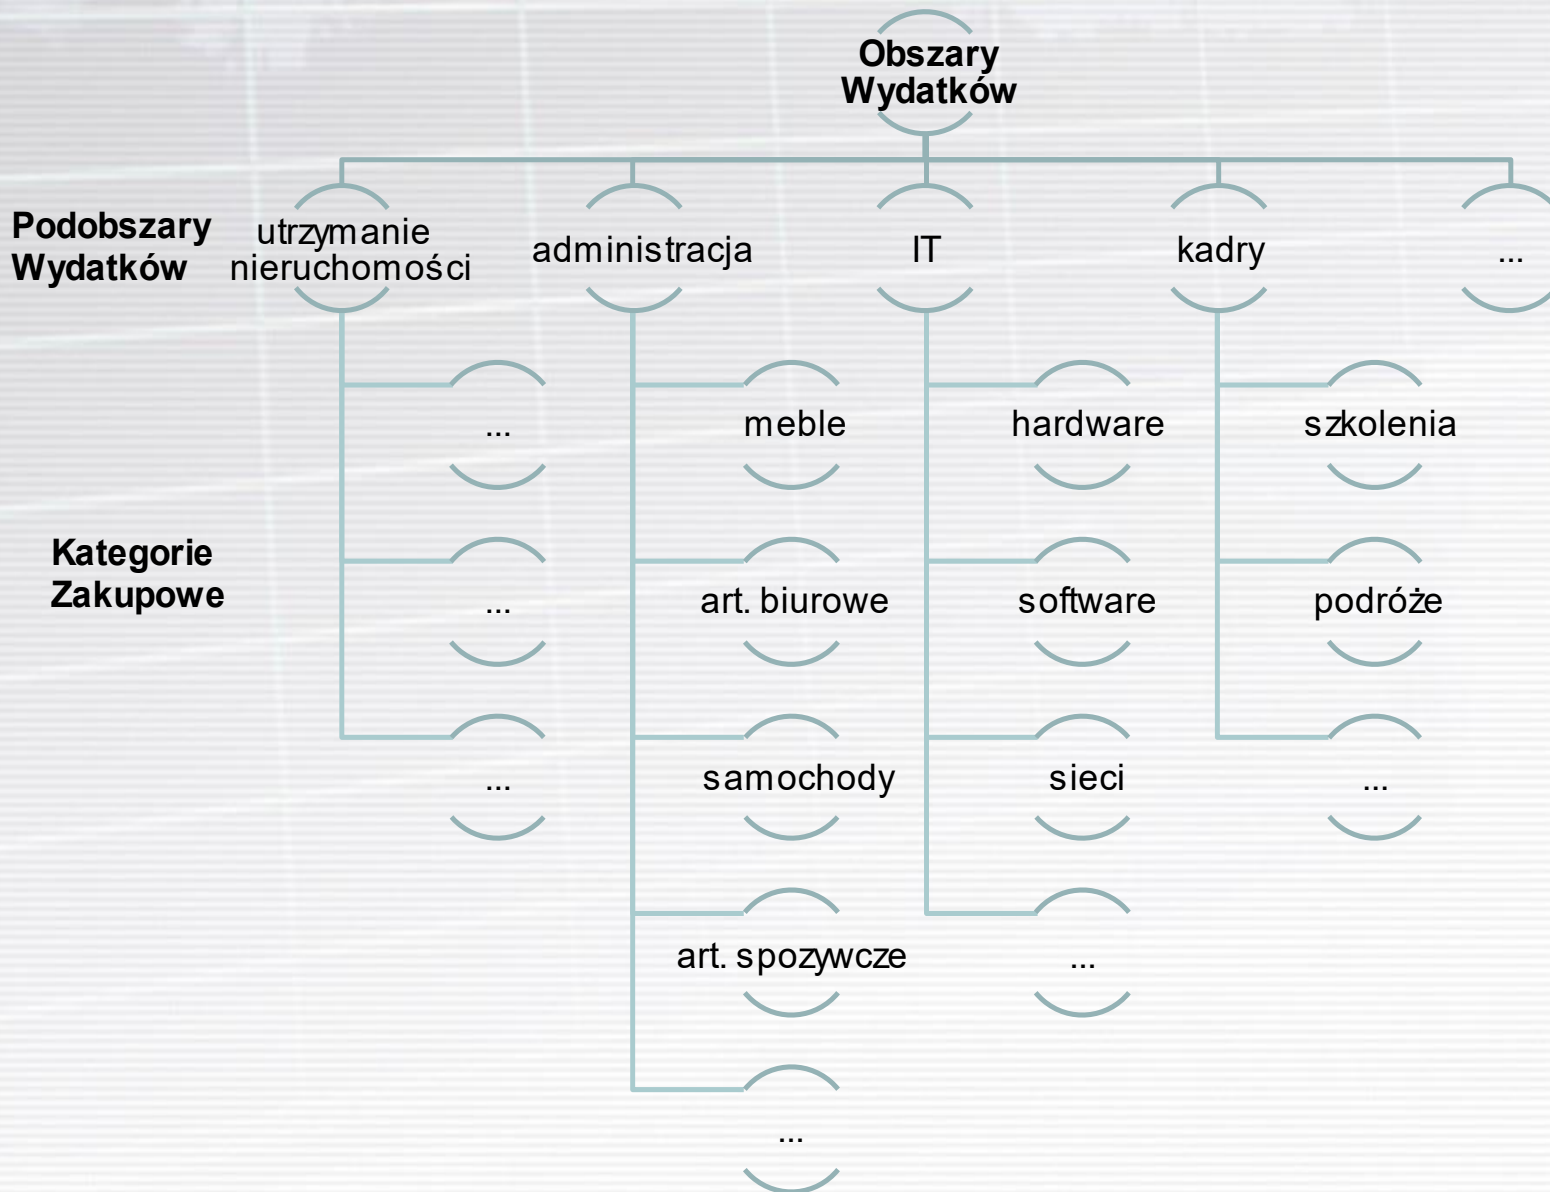 Obszary
Wydatków
Podobszary
Wydatków
utrzymanie
nieruchomości
administracja
IT
kadry
...
...
meble
hardware
szkolenia
Kategorie
Zakupowe
...
art. biurowe
software
podróże
...
samochody
sieci
...
art. spozywcze
...
...